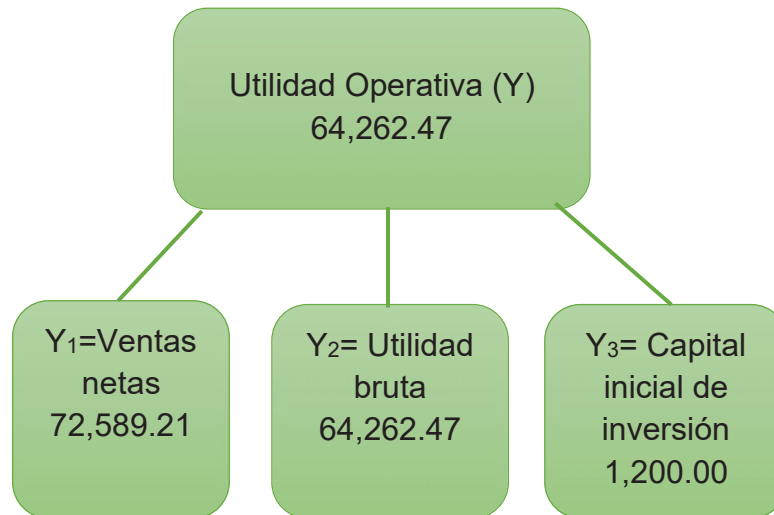 Utilidad Operativa (Y)
64,262.47
Y₁=Ventas
netas
72,589.21
Y₂= Utilidad
bruta
64,262.47
Y₃= Capital
inicial de
inversión
1,200.00